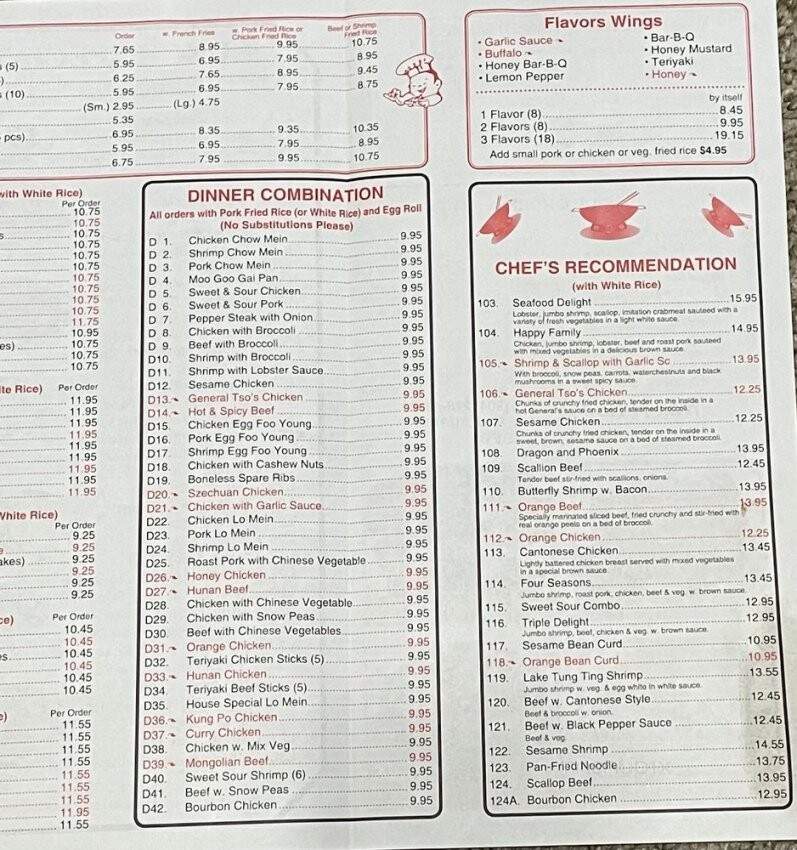 Order w. French Fries w. Pork Fried Rice or Chicken Fried Rice Beef or Shrimp Fried Rice
7.65 8.95 9.95 10.75
(5) 5.95 6.95 7.95 8.95
) 6.25 7.65 8.95 9.45
(10) 5.95 6.95 7.95 8.75
(Sm.) 2.95 (Lg.) 4.75
5.35
pcs) 6.95 8.35 9.35 10.35
5.95 6.95 7.95 8.95
6.75 7.95 9.95 10.75
Flavors Wings
• Garlic Sauce
• Buffalo
• Honey Bar-B-Q
• Lemon Pepper
• Bar-B-Q
• Honey Mustard
• Teriyaki
• Honey
by itself
1 Flavor (8) 8.45
2 Flavors (8) 9.95
3 Flavors (18) 19.15
Add small pork or chicken or veg. fried rice $4.95
with White Rice)
Per Order
10.75
10.75
10.75
10.75
10.75
10.75
10.75
10.75
10.75
11.75
10.95
es) 10.75
10.75
10.75
ite Rice) Per Order
11.95
11.95
11.95
11.95
11.95
11.95
11.95
11.95
11.95
White Rice)
Per Order
9.25
9.25
akes) 9.25
9.25
9.25
9.25
ce) Per Order
10.45
10.45
s 10.45
10.45
10.45
10.45
e) Per Order
11.55
11.55
11.55
11.55
11.55
11.55
11.55
11.95
11.55
DINNER COMBINATION
All orders with Pork Fried Rice (or White Rice) and Egg Roll
(No Substitutions Please)
D 1. Chicken Chow Mein 9.95
D 2. Shrimp Chow Mein 9.95
D 3. Pork Chow Mein 9.95
D 4. Moo Goo Gai Pan 9.95
D 5. Sweet & Sour Chicken 9.95
D 6. Sweet & Sour Pork 9.95
D 7. Pepper Steak with Onion 9.95
D 8. Chicken with Broccoli 9.95
D 9. Beef with Broccoli 9.95
D10. Shrimp with Broccoli 9.95
D11. Shrimp with Lobster Sauce 9.95
D12. Sesame Chicken 9.95
D13. General Tso's Chicken 9.95
D14. Hot & Spicy Beef 9.95
D15. Chicken Egg Foo Young 9.95
D16. Pork Egg Foo Young 9.95
D17. Shrimp Egg Foo Young 9.95
D18. Chicken with Cashew Nuts 9.95
D19. Boneless Spare Ribs 9.95
D20. Szechuan Chicken 9.95
D21. Chicken with Garlic Sauce 9.95
D22. Chicken Lo Mein 9.95
D23. Pork Lo Mein 9.95
D24. Shrimp Lo Mein 9.95
D25. Roast Pork with Chinese Vegetable 9.95
D26. Honey Chicken 9.95
D27. Hunan Beef 9.95
D28. Chicken with Chinese Vegetable 9.95
D29. Chicken with Snow Peas 9.95
D30. Beef with Chinese Vegetables 9.95
D31. Orange Chicken 9.95
D32. Teriyaki Chicken Sticks (5) 9.95
D33. Hunan Chicken 9.95
D34. Teriyaki Beef Sticks (5) 9.95
D35. House Special Lo Mein 9.95
D36. Kung Po Chicken 9.95
D37. Curry Chicken 9.95
D38. Chicken w. Mix Veg 9.95
D39. Mongolian Beef 9.95
D40. Sweet Sour Shrimp (6) 9.95
D41. Beef w. Snow Peas 9.95
D42. Bourbon Chicken 9.95
CHEF'S RECOMMENDATION
(with White Rice)
103. Seafood Delight 15.95
Lobster, jumbo shrimp, scallop, imitation crabmeat sauteed with a
variety of fresh vegetables in a light white sauce.
104. Happy Family 14.95
Chicken, jumbo shrimp, lobster, beef and roast pork sauteed
with mixed vegetables in a delicious brown sauce.
105. Shrimp & Scallop with Garlic Sc 13.95
With broccoli, snow peas, carrots, waterchestnuts and black
mushrooms in a sweet spicy sauce.
106. General Tso's Chicken 12.25
Chunks of crunchy fried chicken, tender on the inside in a
hot General's sauce on a bed of steamed broccoli.
107. Sesame Chicken 12.25
Chunks of crunchy fried chicken, tender on the inside in a
sweet, brown, sesame sauce on a bed of steamed broccoli.
108. Dragon and Phoenix 13.95
109. Scallion Beef 12.45
Tender beef stir-fried with scallions, onions.
110. Butterfly Shrimp w. Bacon 13.95
111. Orange Beef 13.95
Specially marinated sliced beef, fried crunchy and stir-fried with
real orange peels on a bed of broccoli.
112. Orange Chicken 12.25
113. Cantonese Chicken 13.45
Lightly battered chicken breast served with mixed vegetables
in a special brown sauce.
114. Four Seasons 13.45
Jumbo shrimp, roast pork, chicken, beef & veg. w. brown sauce.
115. Sweet Sour Combo 12.95
116. Triple Delight 12.95
Jumbo shrimp, beef, chicken & veg. w. brown sauce.
117. Sesame Bean Curd 10.95
118. Orange Bean Curd 10.95
119. Lake Tung Ting Shrimp 13.55
Jumbo shrimp w. veg. & egg white in white sauce.
120. Beef w. Cantonese Style 12.45
Beef & broccoli w. onion.
121. Beef w. Black Pepper Sauce 12.45
Beef & veg.
122. Sesame Shrimp 14.55
123. Pan-Fried Noodle 13.75
124. Scallop Beef 13.95
124A. Bourbon Chicken 12.95